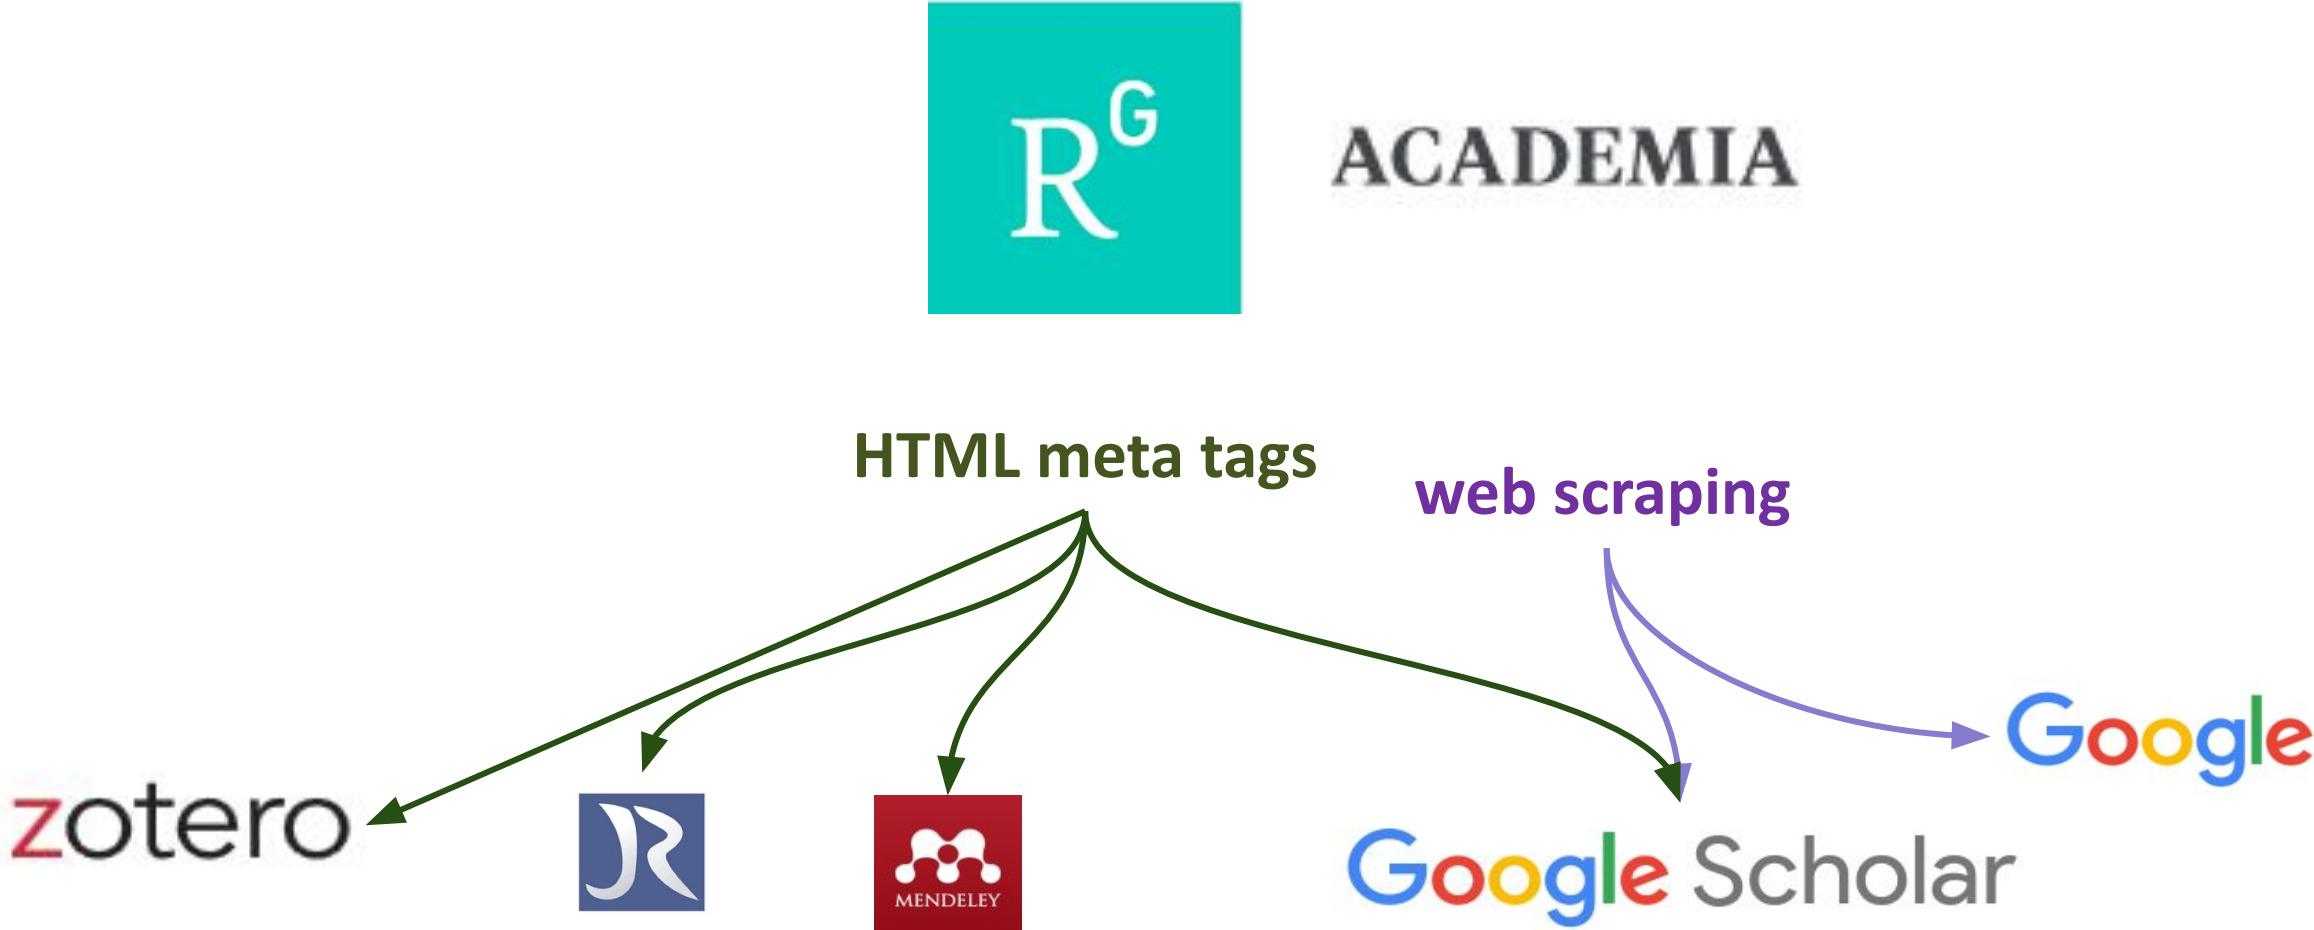 RG
ACADEMIA
HTML meta tags
web scraping
Google
zotero
JR
MENDELEY
Google Scholar